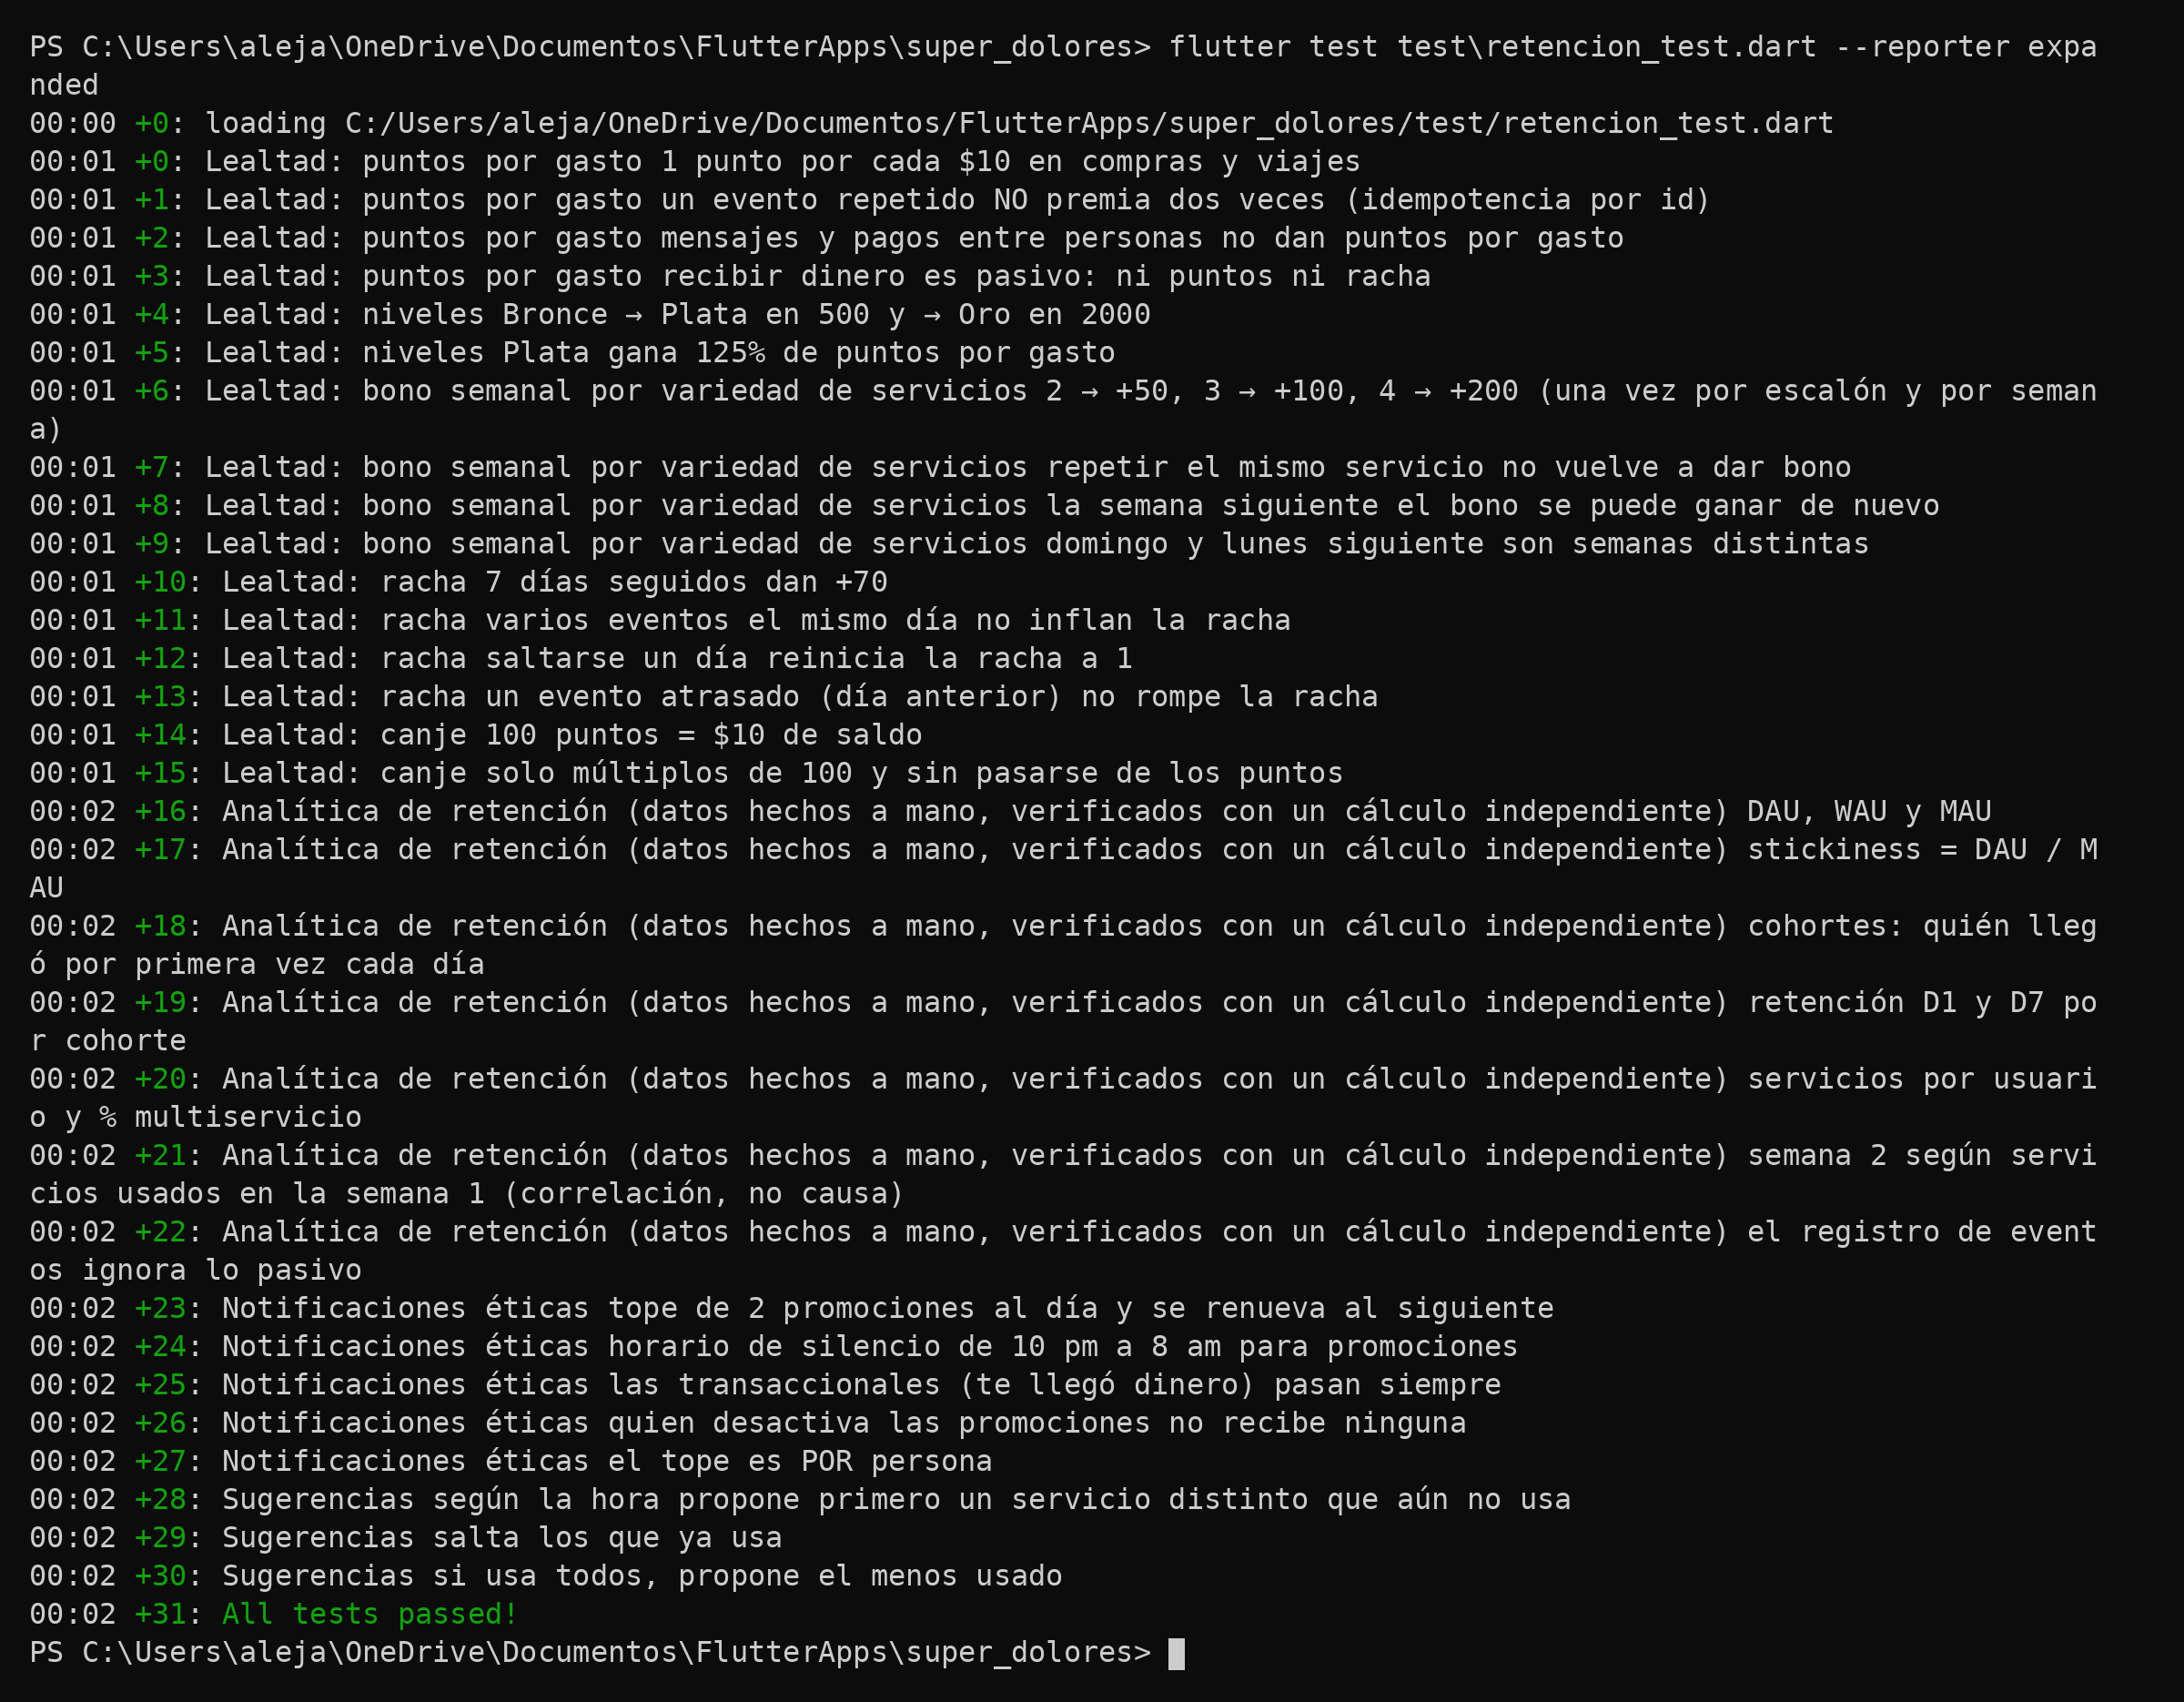 PS C:\Users\aleja\OneDrive\Documentos\FlutterApps\super_dolores> flutter test test\retencion_test.dart --reporter expa
nded
00:00 +0: loading C:/Users/aleja/OneDrive/Documentos/FlutterApps/super_dolores/test/retencion_test.dart
00:01 +0: Lealtad: puntos por gasto 1 punto por cada $10 en compras y viajes
00:01 +1: Lealtad: puntos por gasto un evento repetido NO premia dos veces (idempotencia por id)
00:01 +2: Lealtad: puntos por gasto mensajes y pagos entre personas no dan puntos por gasto
00:01 +3: Lealtad: puntos por gasto recibir dinero es pasivo: ni puntos ni racha
00:01 +4: Lealtad: niveles Bronce → Plata en 500 y → Oro en 2000
00:01 +5: Lealtad: niveles Plata gana 125% de puntos por gasto
00:01 +6: Lealtad: bono semanal por variedad de servicios 2 → +50, 3 → +100, 4 → +200 (una vez por escalón y por seman
a)
00:01 +7: Lealtad: bono semanal por variedad de servicios repetir el mismo servicio no vuelve a dar bono
00:01 +8: Lealtad: bono semanal por variedad de servicios la semana siguiente el bono se puede ganar de nuevo
00:01 +9: Lealtad: bono semanal por variedad de servicios domingo y lunes siguiente son semanas distintas
00:01 +10: Lealtad: racha 7 días seguidos dan +70
00:01 +11: Lealtad: racha varios eventos el mismo día no inflan la racha
00:01 +12: Lealtad: racha saltarse un día reinicia la racha a 1
00:01 +13: Lealtad: racha un evento atrasado (día anterior) no rompe la racha
00:01 +14: Lealtad: canje 100 puntos = $10 de saldo
00:01 +15: Lealtad: canje solo múltiplos de 100 y sin pasarse de los puntos
00:02 +16: Analítica de retención (datos hechos a mano, verificados con un cálculo independiente) DAU, WAU y MAU
00:02 +17: Analítica de retención (datos hechos a mano, verificados con un cálculo independiente) stickiness = DAU / M
AU
00:02 +18: Analítica de retención (datos hechos a mano, verificados con un cálculo independiente) cohortes: quién lleg
ó por primera vez cada día
00:02 +19: Analítica de retención (datos hechos a mano, verificados con un cálculo independiente) retención D1 y D7 po
r cohorte
00:02 +20: Analítica de retención (datos hechos a mano, verificados con un cálculo independiente) servicios por usuari
o y % multiservicio
00:02 +21: Analítica de retención (datos hechos a mano, verificados con un cálculo independiente) semana 2 según servi
cios usados en la semana 1 (correlación, no causa)
00:02 +22: Analítica de retención (datos hechos a mano, verificados con un cálculo independiente) el registro de event
os ignora lo pasivo
00:02 +23: Notificaciones éticas tope de 2 promociones al día y se renueva al siguiente
00:02 +24: Notificaciones éticas horario de silencio de 10 pm a 8 am para promociones
00:02 +25: Notificaciones éticas las transaccionales (te llegó dinero) pasan siempre
00:02 +26: Notificaciones éticas quien desactiva las promociones no recibe ninguna
00:02 +27: Notificaciones éticas el tope es POR persona
00:02 +28: Sugerencias según la hora propone primero un servicio distinto que aún no usa
00:02 +29: Sugerencias salta los que ya usa
00:02 +30: Sugerencias si usa todos, propone el menos usado
00:02 +31: All tests passed!
PS C:\Users\aleja\OneDrive\Documentos\FlutterApps\super_dolores>